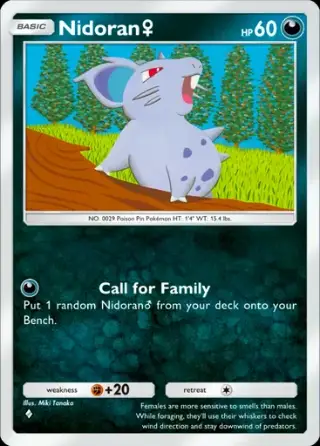 BASIC
Nidoran♀
HP 60
NO. 0029 Poison Pin Pokémon HT: 1'4" WT: 15.4 lbs.
Call for Family
Put 1 random Nidoran♂ from your deck onto your
Bench.
weakness +20 retreat
Illus. Miki Tanaka
Females are more sensitive to smells than males.
While foraging, they'll use their whiskers to check
wind direction and stay downwind of predators.